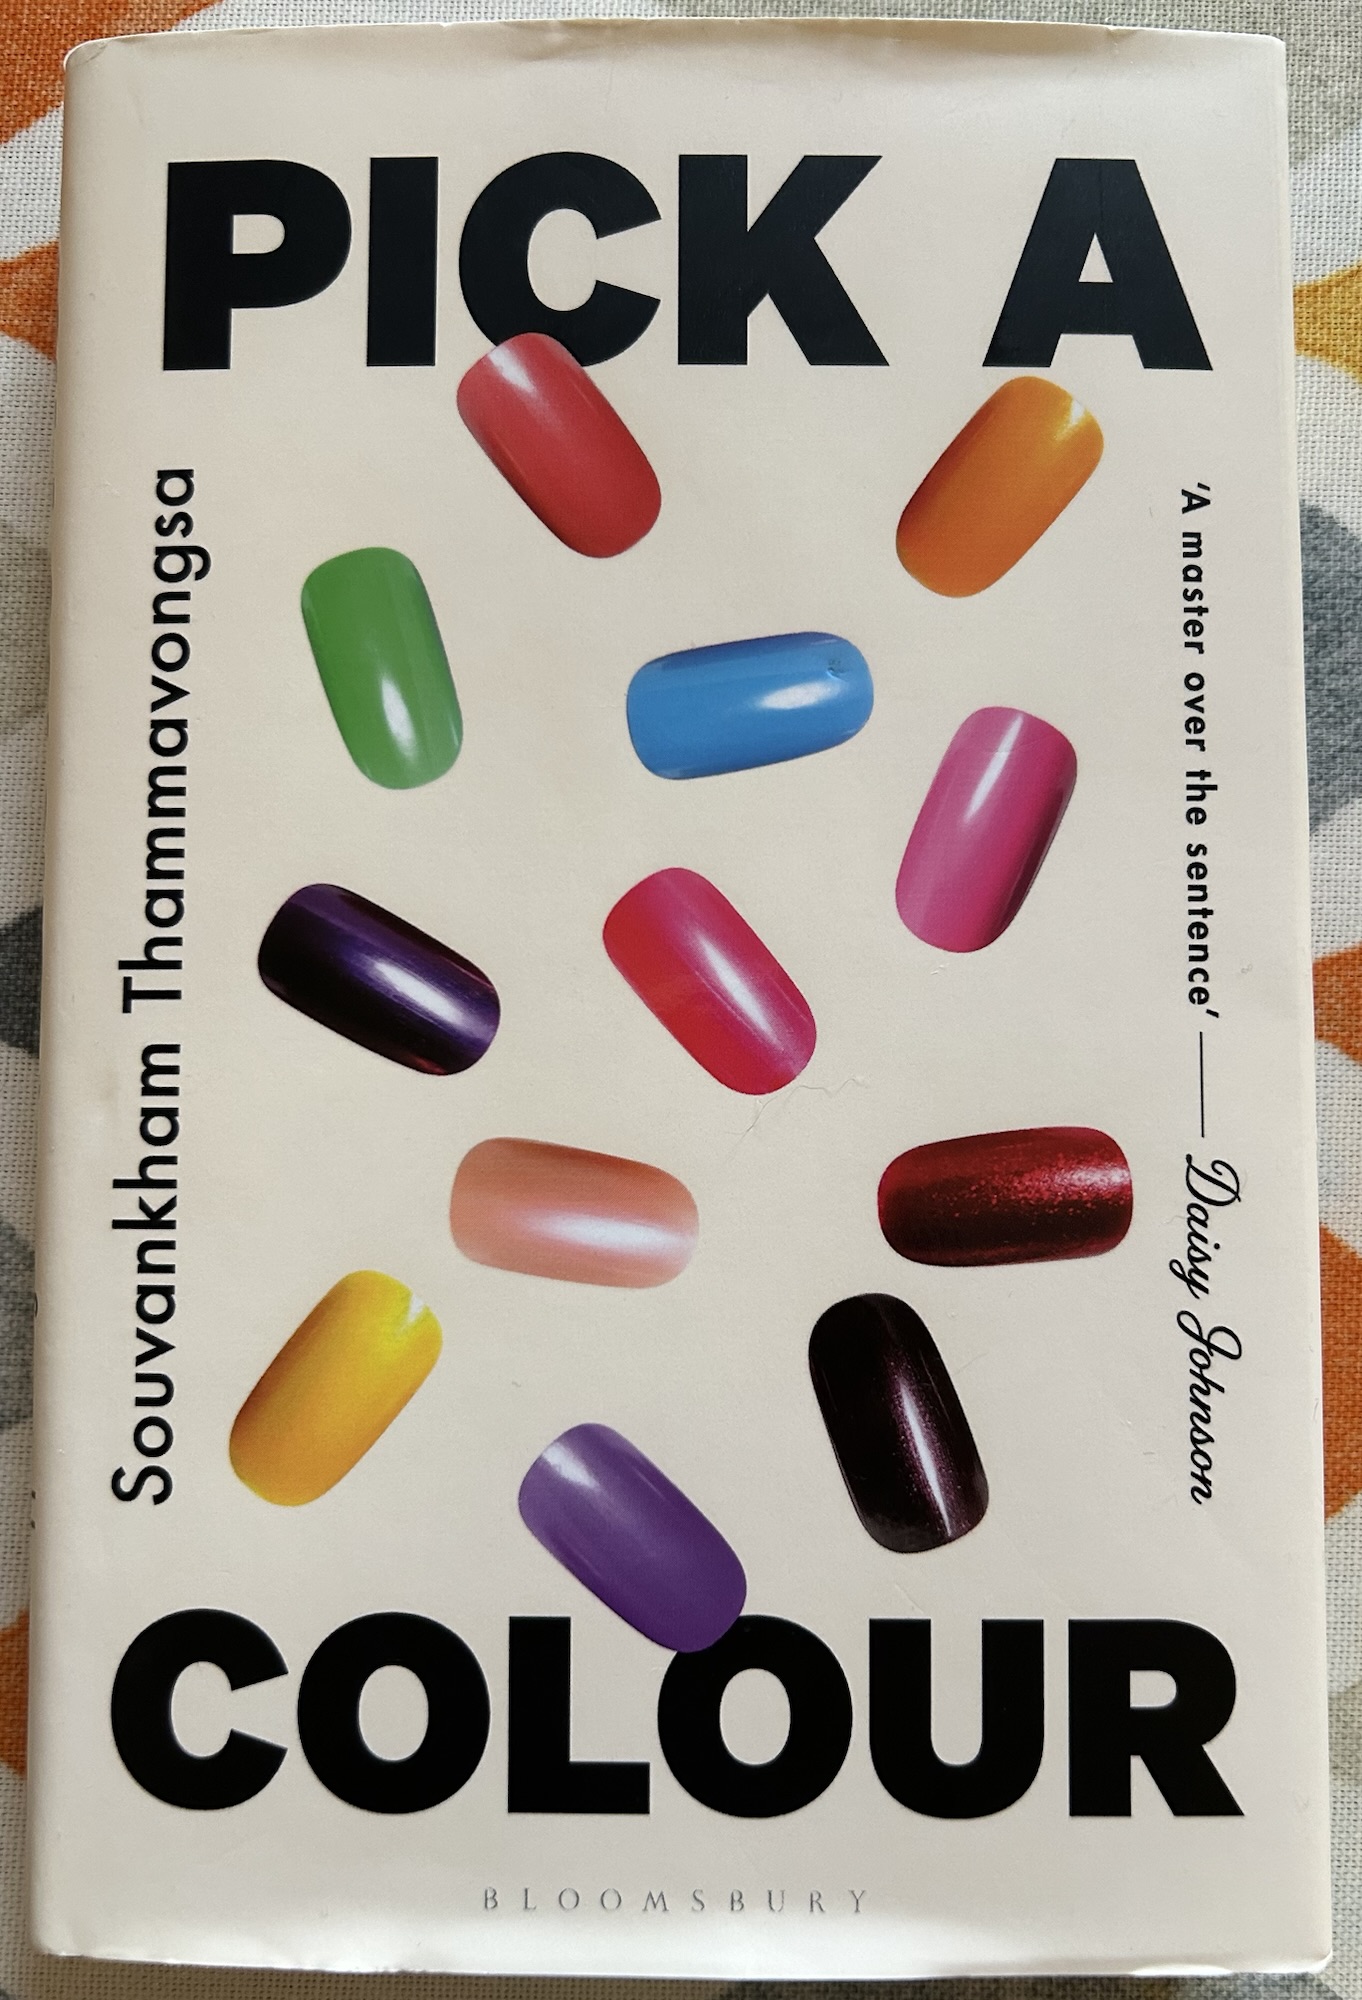 PICK A
Souvankham Thammavongsa
‘A master over the sentence’ — Daisy Johnson
COLOUR
BLOOMSBURY